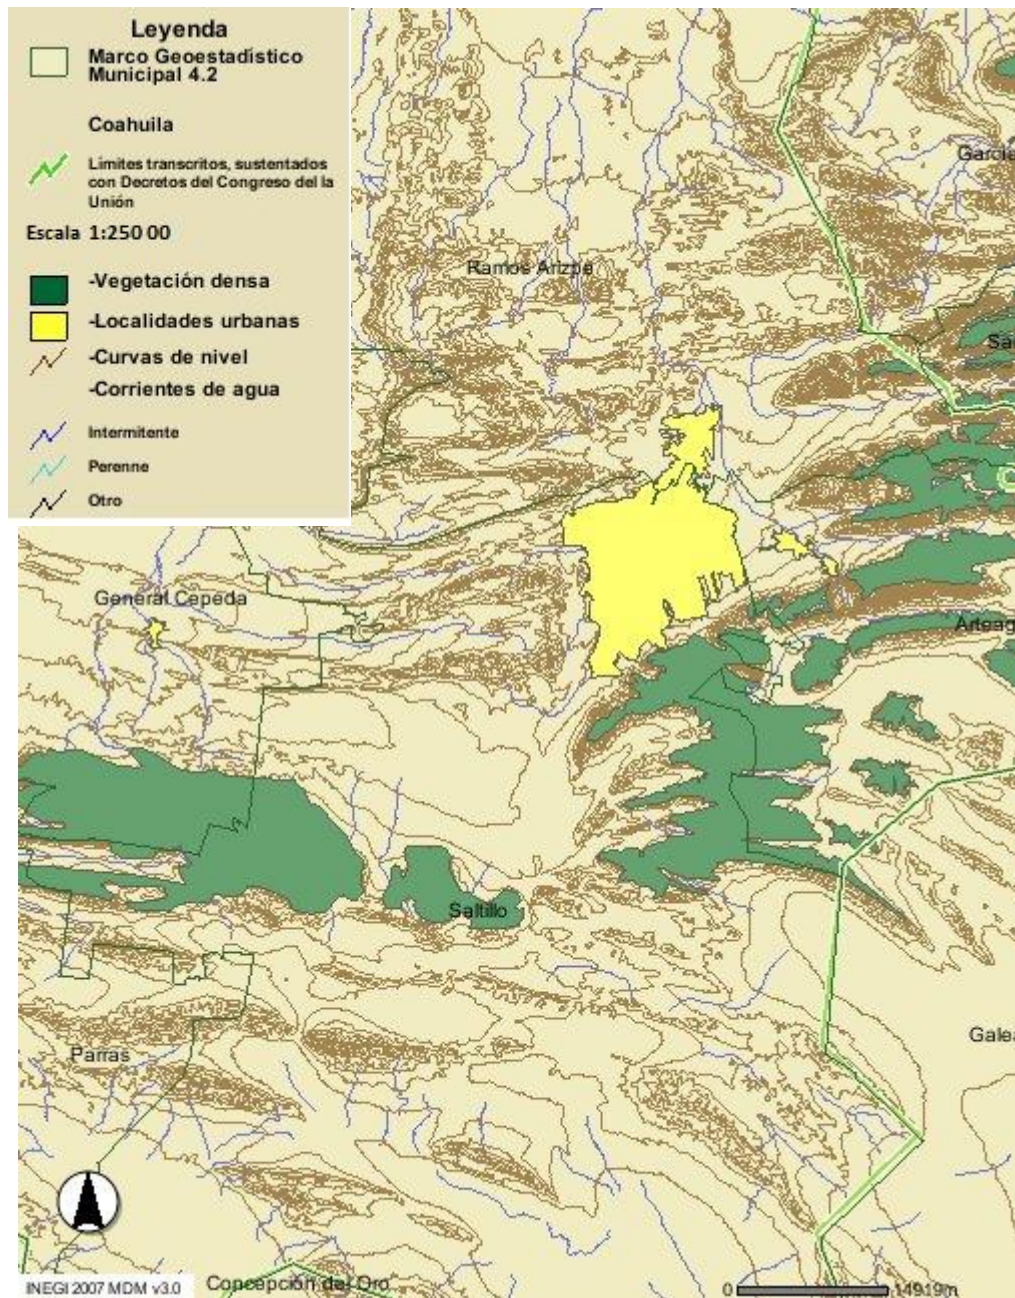 Leyenda
Marco Geoestadístico
Municipal 4.2
Coahuila
Limites transcritos, sustentados
con Decretos del Congreso del la
Unión
Escala 1:250 00
-Vegetación densa
-Localidades urbanas
-Curvas de nivel
-Corrientes de agua
Intermitente
Perenne
Otro
García
Ramos Arizpe
Sa
General Cepeda
Arteag
Saltillo
Galea
Parras
INEGI 2007 MDM v3.0
Concepción del Oro
0 14919m